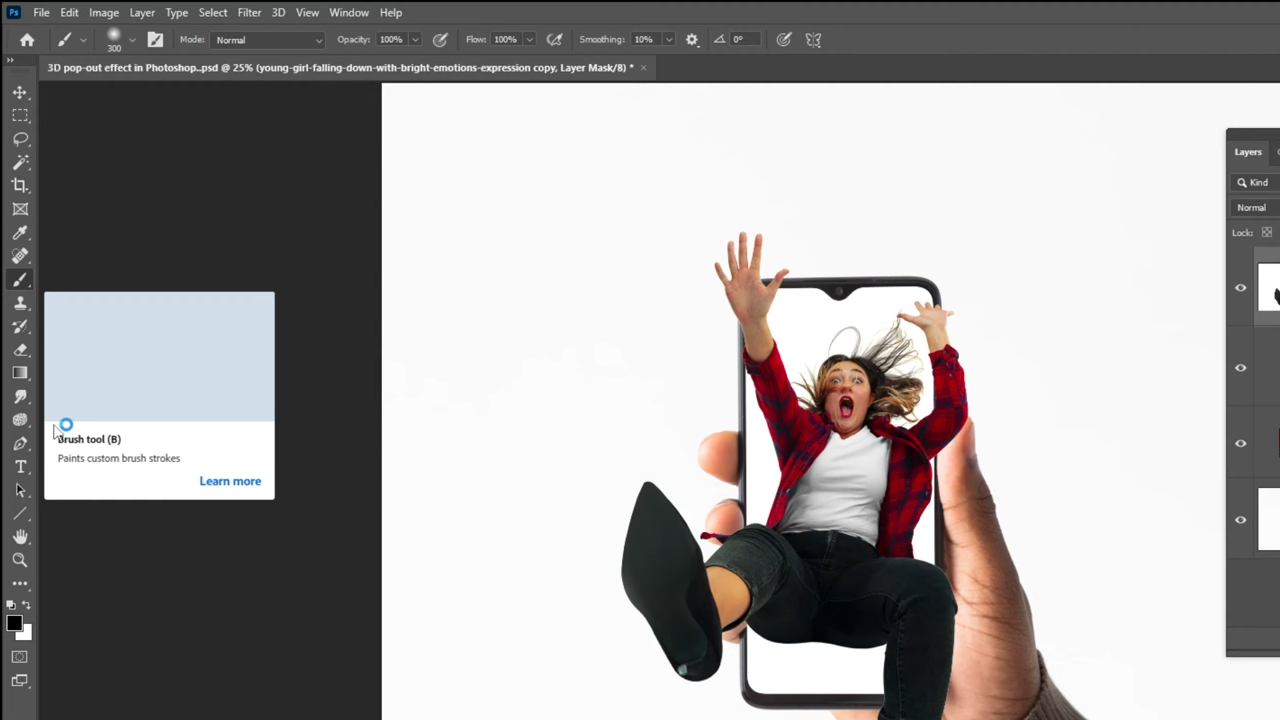 Ps File Edit Image Layer Type Select Filter 3D View Window Help
300 Mode: Normal Opacity: 100% Flow: 100% Smoothing: 10% 0°
3D pop-out effect in Photoshop..psd @ 25% (young-girl-falling-down-with-bright-emotions-expression copy, Layer Mask/8) * ×
Layers
Kind
Normal
Lock:
Brush tool (B)
Paints custom brush strokes
Learn more